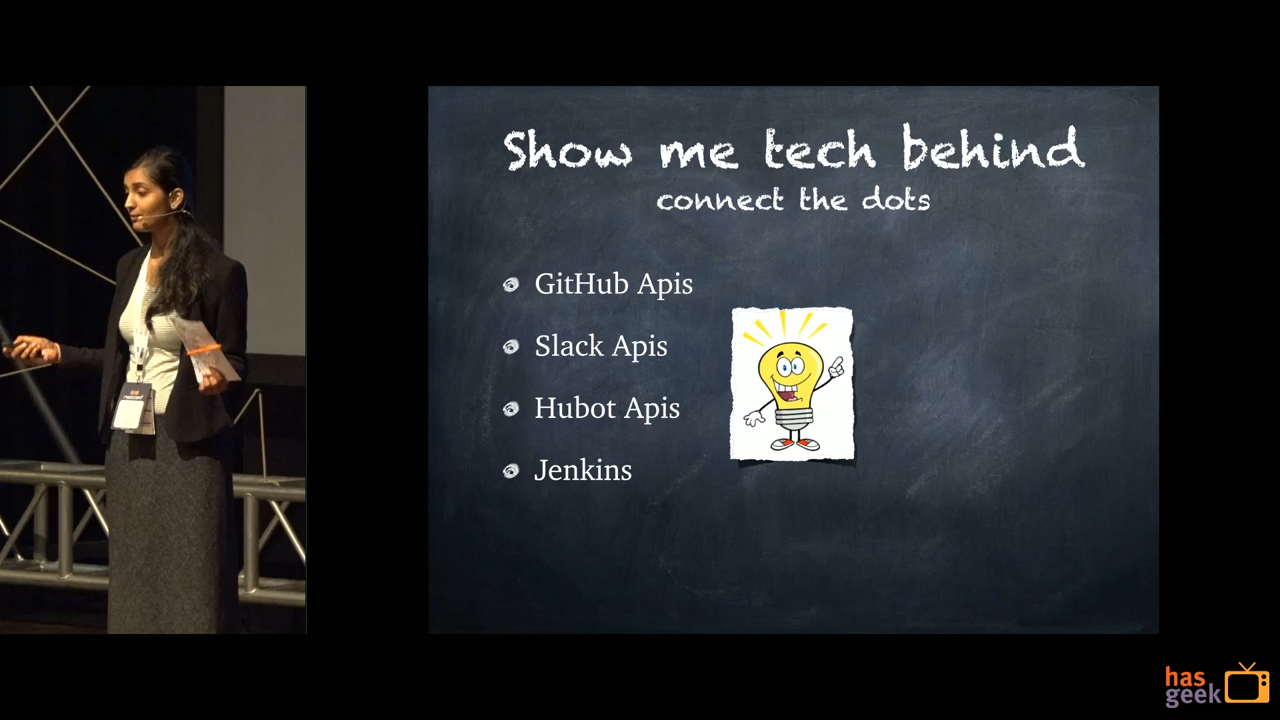 Show me tech behind
connect the dots
GitHub Apis
Slack Apis
Hubot Apis
Jenkins
has
geek